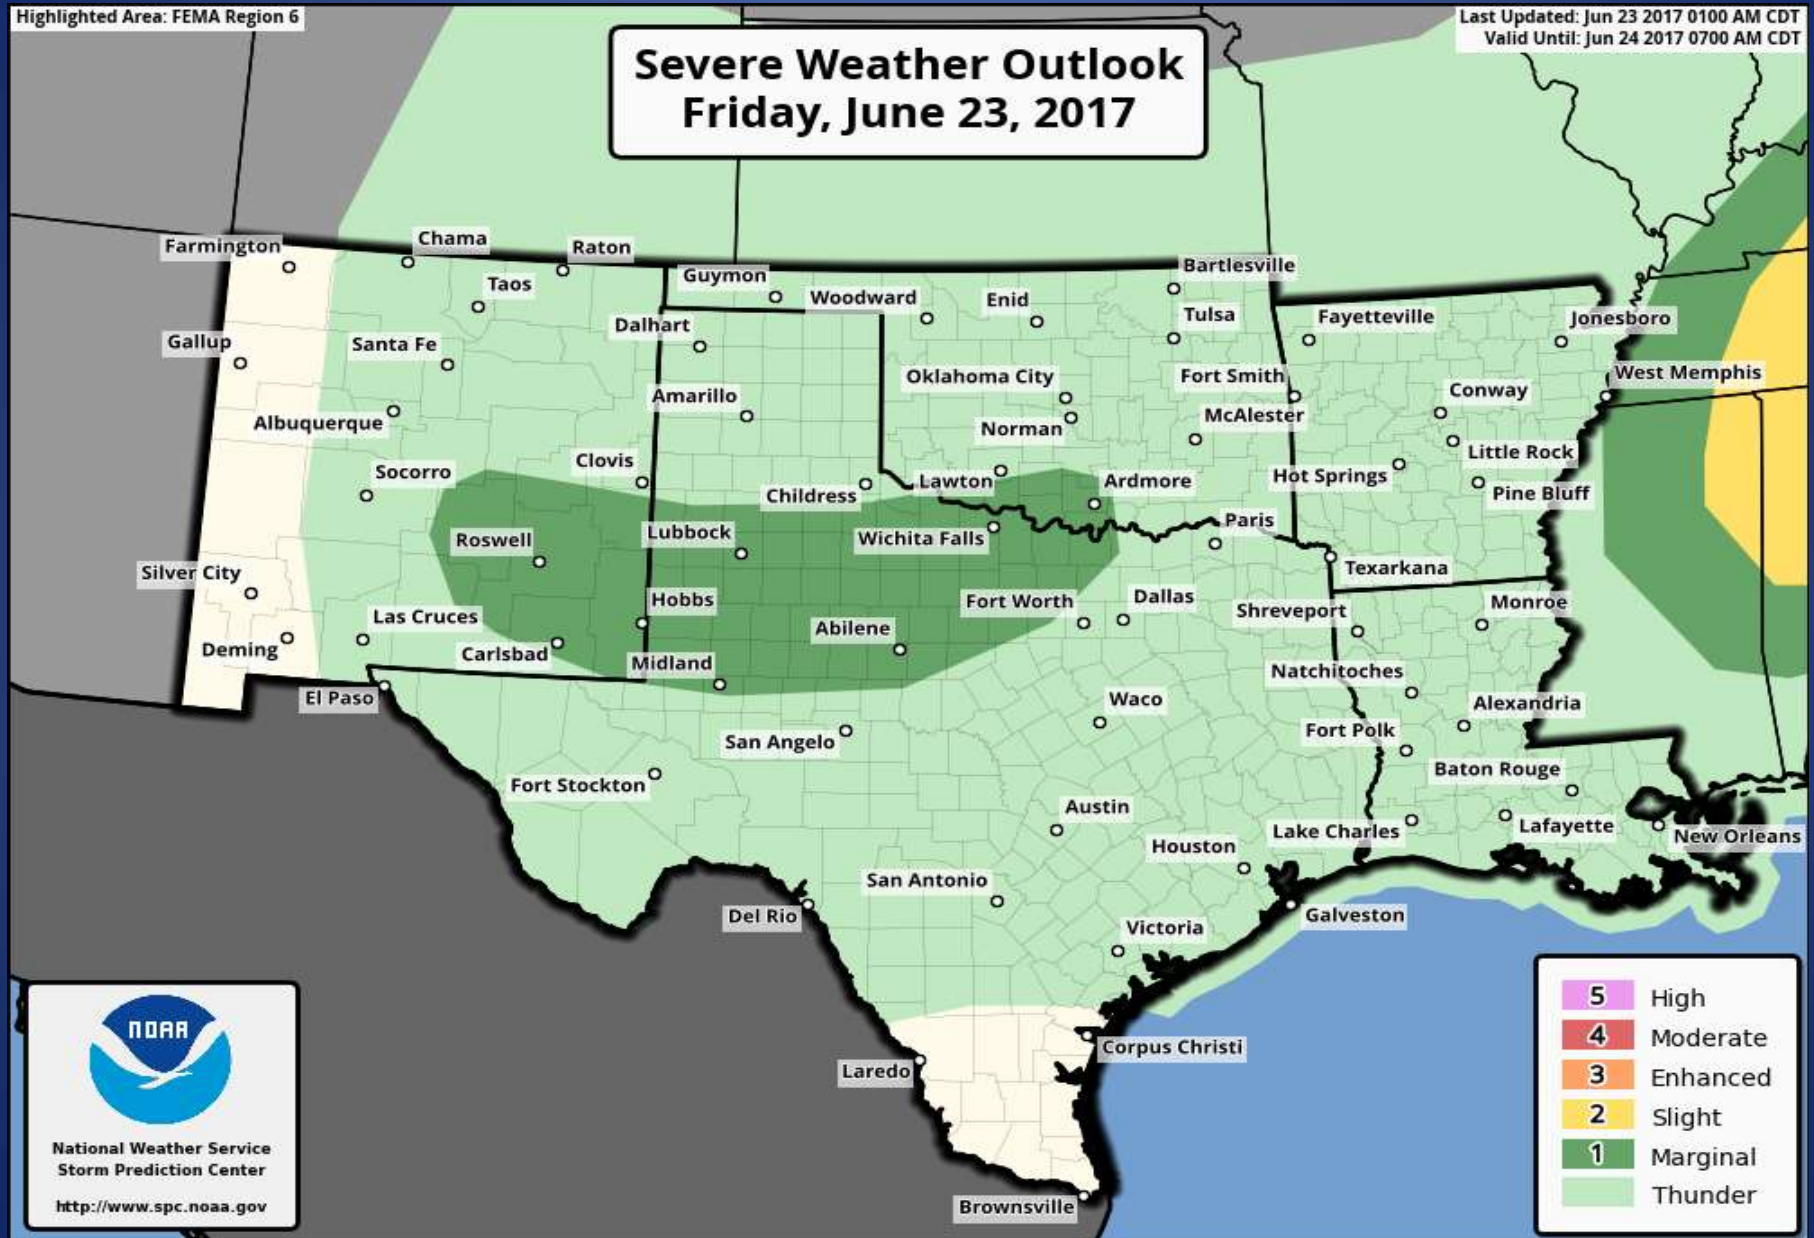 Highlighted Area: FEMA Region 6
Last Updated: Jun 23 2017 0100 AM CDT
Valid Until: Jun 24 2017 0700 AM CDT
Severe Weather Outlook
Friday, June 23, 2017
Farmington
Chama
Raton
Taos
Guymon
Woodward
Enid
Bartlesville
Tulsa
Dalhart
Fayetteville
Jonesboro
Gallup
Santa Fe
Oklahoma City
Fort Smith
West Memphis
Amarillo
Conway
Albuquerque
Norman
McAlester
Little Rock
Socorro
Clovis
Childress
Lawton
Ardmore
Hot Springs
Pine Bluff
Roswell
Lubbock
Wichita Falls
Paris
Silver City
Texarkana
Las Cruces
Hobbs
Fort Worth
Dallas
Shreveport
Monroe
Deming
Carlsbad
Midland
Abilene
Natchitoches
El Paso
Waco
Alexandria
San Angelo
Fort Polk
Fort Stockton
Baton Rouge
Austin
Lake Charles
Lafayette
New Orleans
Houston
San Antonio
Del Rio
Victoria
Galveston
Laredo
Corpus Christi
Brownsville
NOAA
National Weather Service
Storm Prediction Center
http://www.spc.noaa.gov
5 High
4 Moderate
3 Enhanced
2 Slight
1 Marginal
Thunder